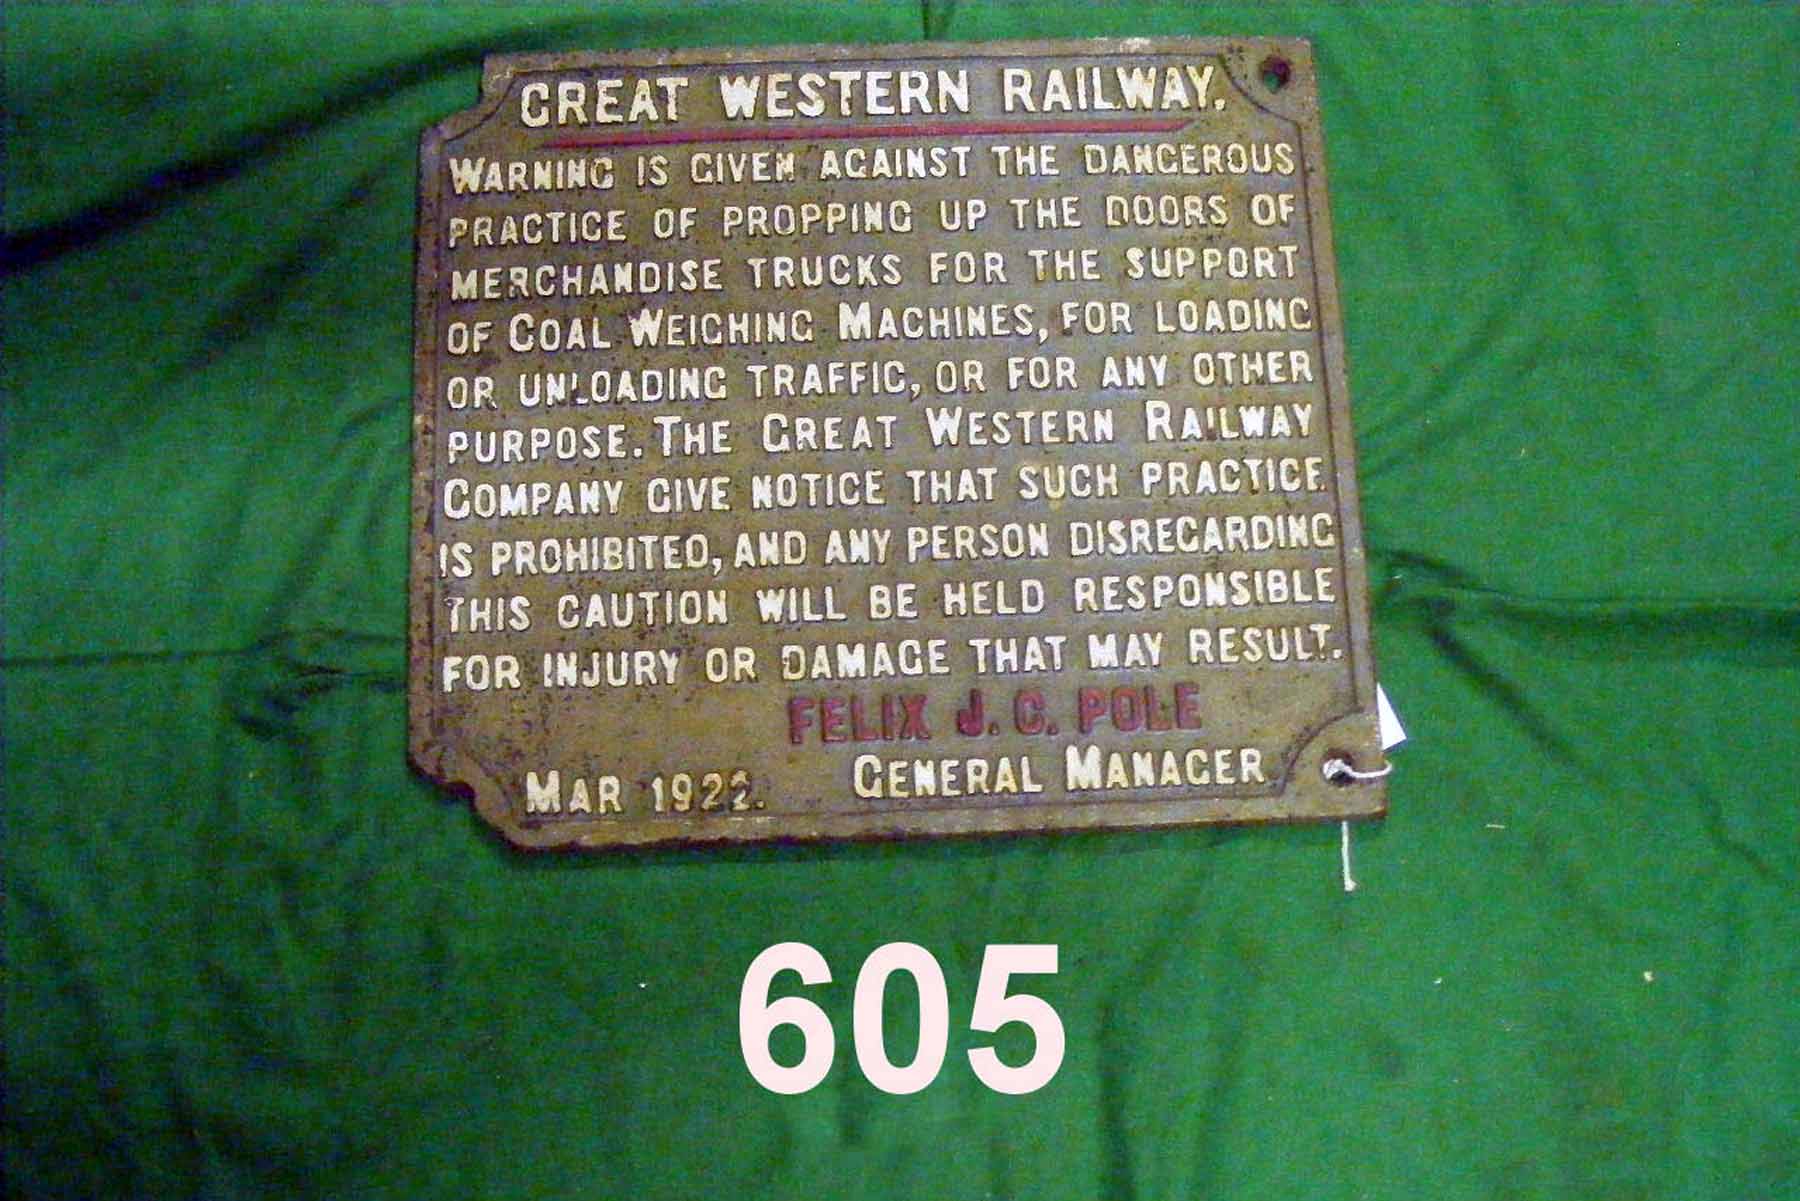 GREAT WESTERN RAILWAY.
WARNING IS GIVEN AGAINST THE DANGEROUS
PRACTICE OF PROPPING UP THE DOORS OF
MERCHANDISE TRUCKS FOR THE SUPPORT
OF COAL WEIGHING MACHINES, FOR LOADING
OR UNLOADING TRAFFIC, OR FOR ANY OTHER
PURPOSE. THE GREAT WESTERN RAILWAY
COMPANY GIVE NOTICE THAT SUCH PRACTICE
IS PROHIBITED, AND ANY PERSON DISREGARDING
THIS CAUTION WILL BE HELD RESPONSIBLE
FOR INJURY OR DAMAGE THAT MAY RESULT.
FELIX J. C. POLE
MAR 1922. GENERAL MANAGER
605